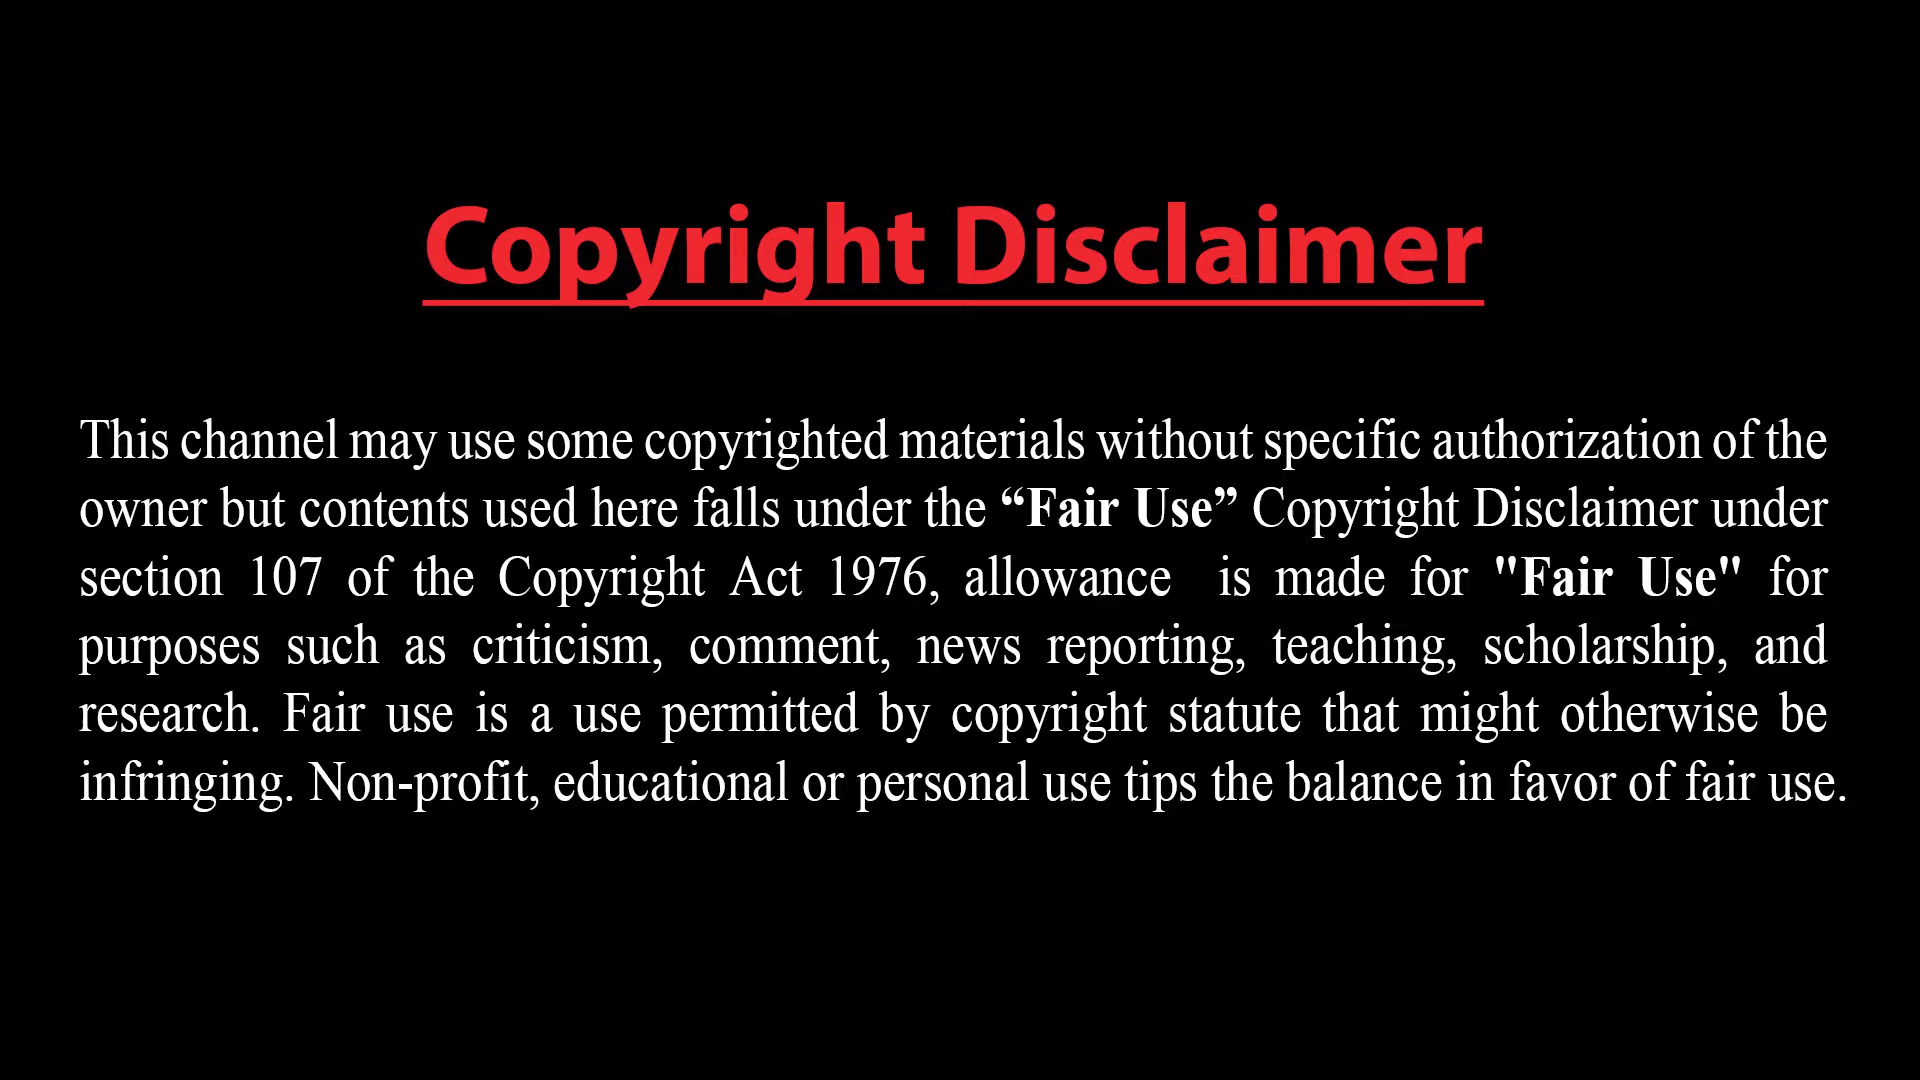 Copyright Disclaimer
This channel may use some copyrighted materials without specific authorization of the
owner but contents used here falls under the “Fair Use” Copyright Disclaimer under
section 107 of the Copyright Act 1976, allowance  is made for "Fair Use" for
purposes such as criticism, comment, news reporting, teaching, scholarship, and
research. Fair use is a use permitted by copyright statute that might otherwise be
infringing. Non-profit, educational or personal use tips the balance in favor of fair use.